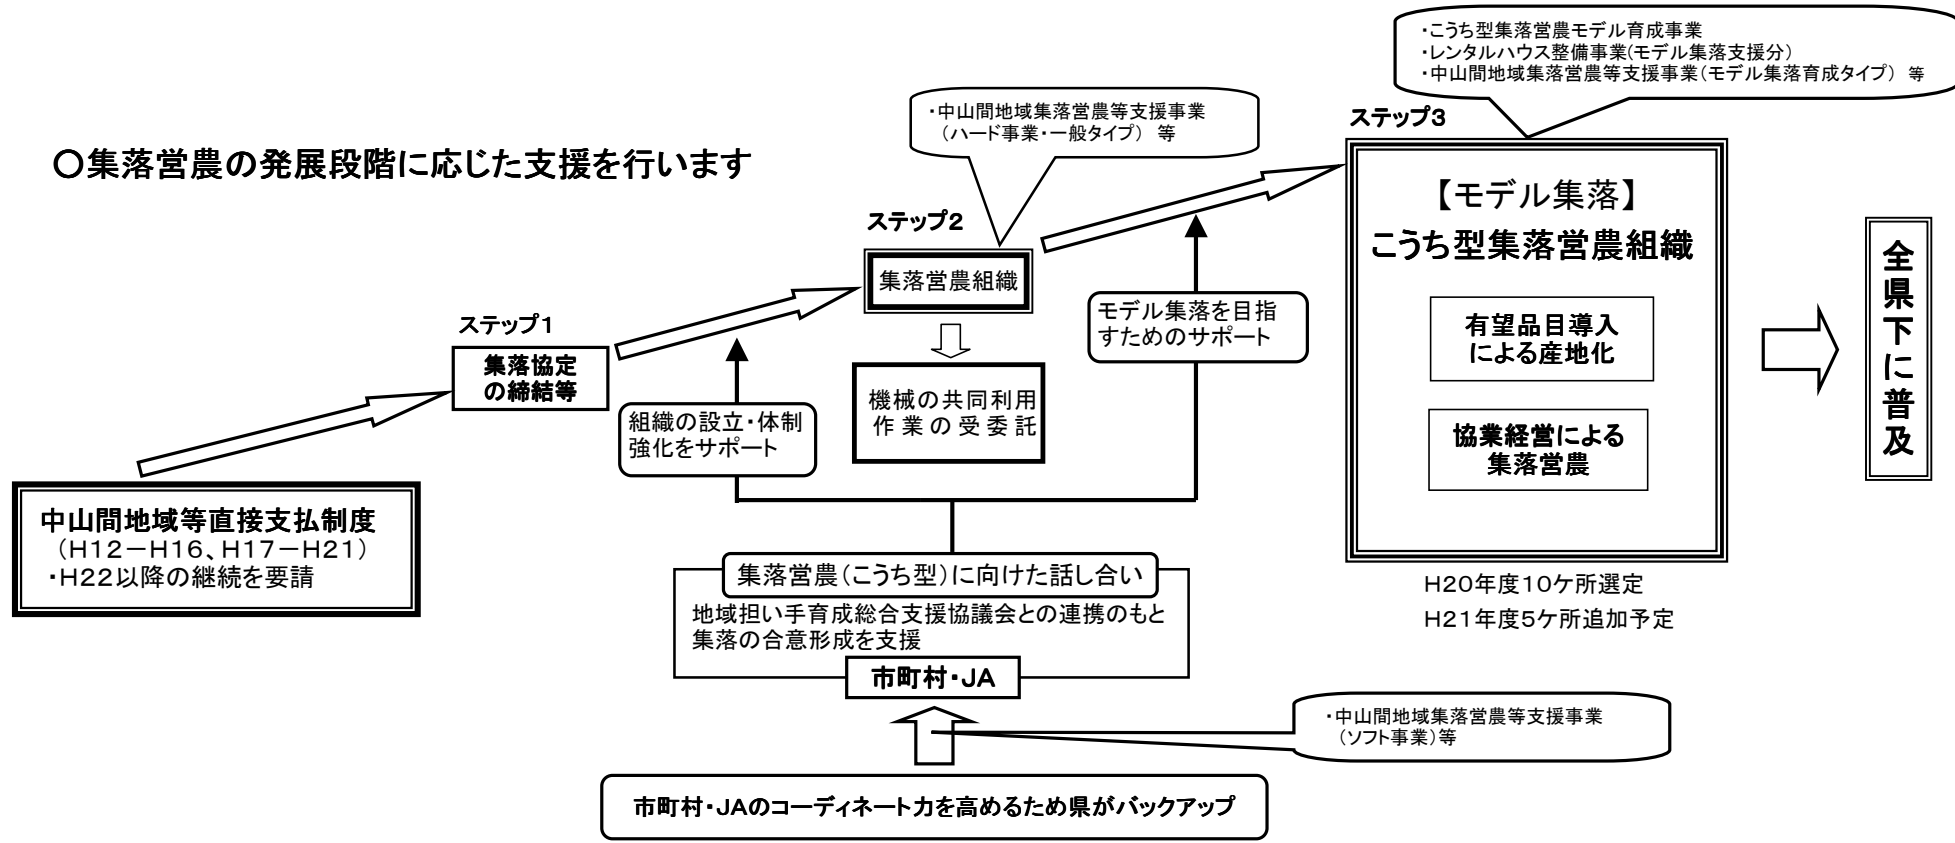 ・こうち型集落営農モデル育成事業
・レンタルハウス整備事業(モデル集落支援分)
・中山間地域集落営農等支援事業(モデル集落育成タイプ) 等
・中山間地域集落営農等支援事業
(ハード事業・一般タイプ) 等
ステップ3
○集落営農の発展段階に応じた支援を行います
【モデル集落】
こうち型集落営農組織
有望品目導入
による産地化
協業経営による
集落営農
全県下に普及
ステップ2
集落営農組織
モデル集落を目指
すためのサポート
機械の共同利用
作業の受委託
ステップ1
集落協定
の締結等
組織の設立・体制
強化をサポート
中山間地域等直接支払制度
(H12-H16、H17-H21)
・H22以降の継続を要請
集落営農(こうち型)に向けた話し合い
地域担い手育成総合支援協議会との連携のもと
集落の合意形成を支援
市町村・JA
H20年度10ケ所選定
H21年度5ケ所追加予定
・中山間地域集落営農等支援事業
(ソフト事業)等
市町村・JAのコーディネート力を高めるため県がバックアップ